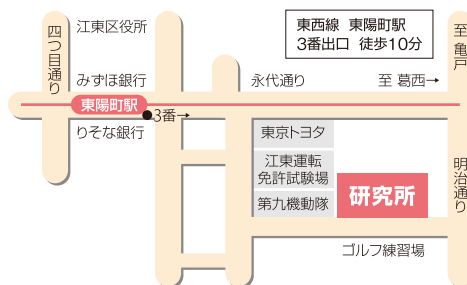 四つ目通り
江東区役所
東西線 東陽町駅
3番出口 徒歩10分
至 亀戸
みずほ銀行
永代通り
至 葛西→
東陽町駅
3番→
りそな銀行
東京トヨタ
江東運転
免許試験場
第九機動隊
研究所
明治通り
ゴルフ練習場